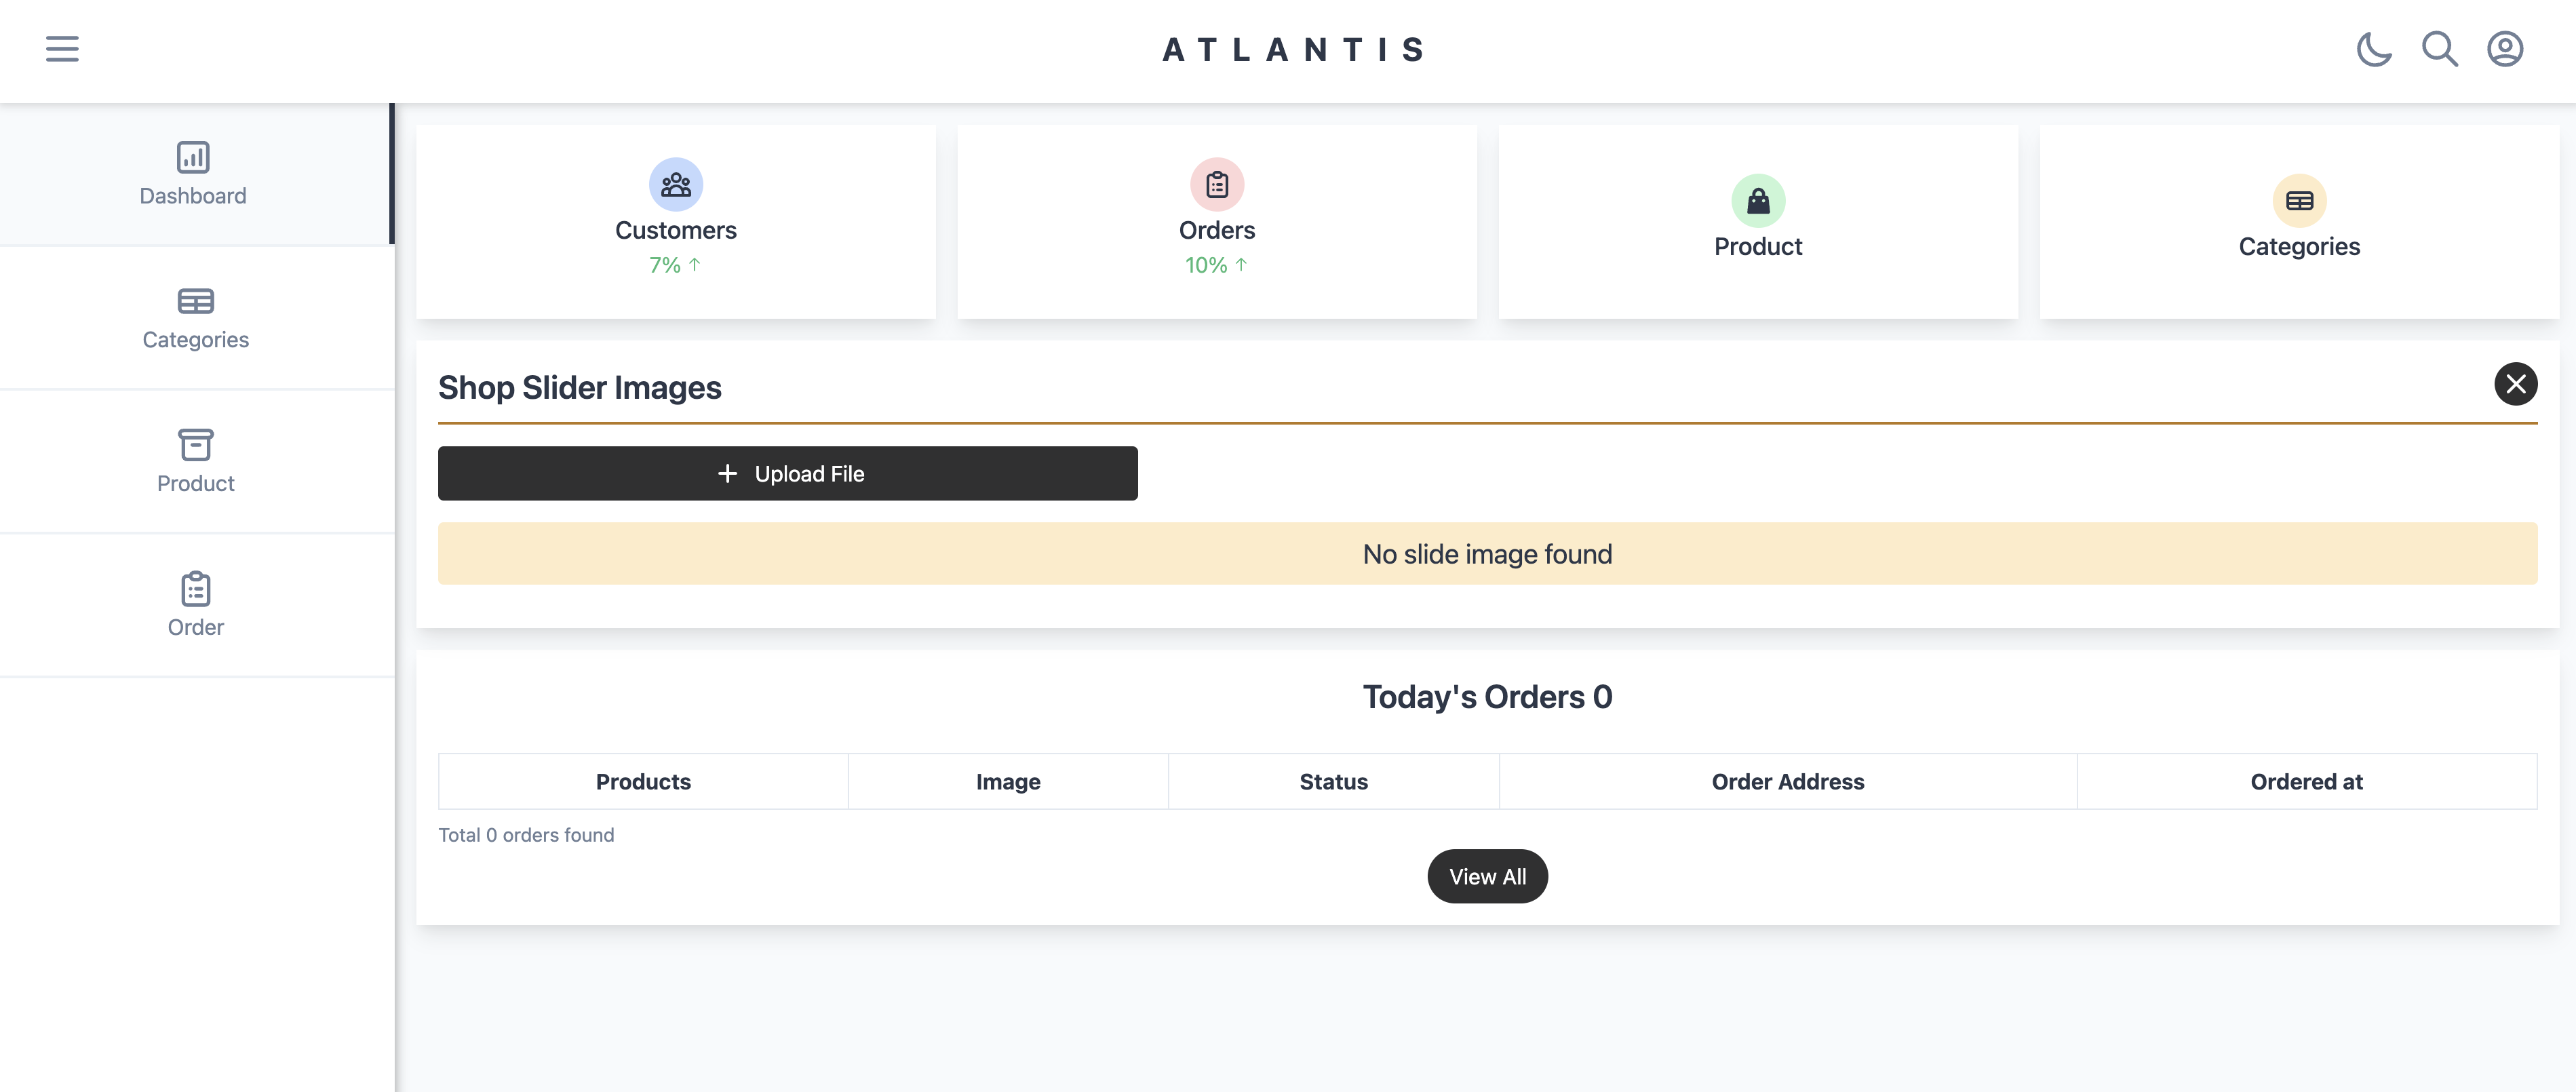 ATLANTIS
Dashboard
Categories
Product
Order
Customers
7% ↑
Orders
10% ↑
Product
Categories
Shop Slider Images
Upload File
No slide image found
Today's Orders 0
Products Image Status Order Address Ordered at
Total 0 orders found
View All